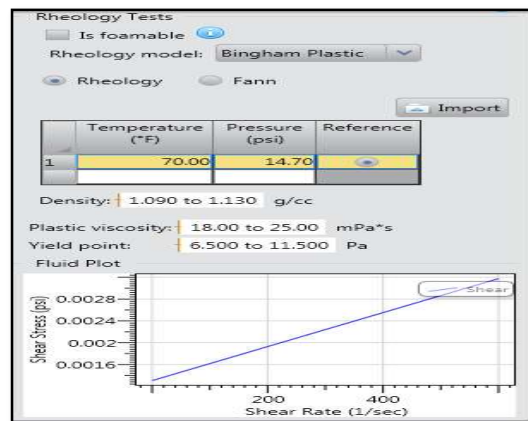 Rheology Tests
Is foamable
Rheology model: Bingham Plastic
Rheology Fann
Import
Temperature (°F) Pressure (psi) Reference
1 70.00 14.70
Density: 1.090 to 1.130 g/cc
Plastic viscosity: 18.00 to 25.00 mPa*s
Yield point: 6.500 to 11.500 Pa
Fluid Plot
Shear
Shear Stress (psi)
0.0028
0.0024
0.002
0.0016
200 400
Shear Rate (1/sec)